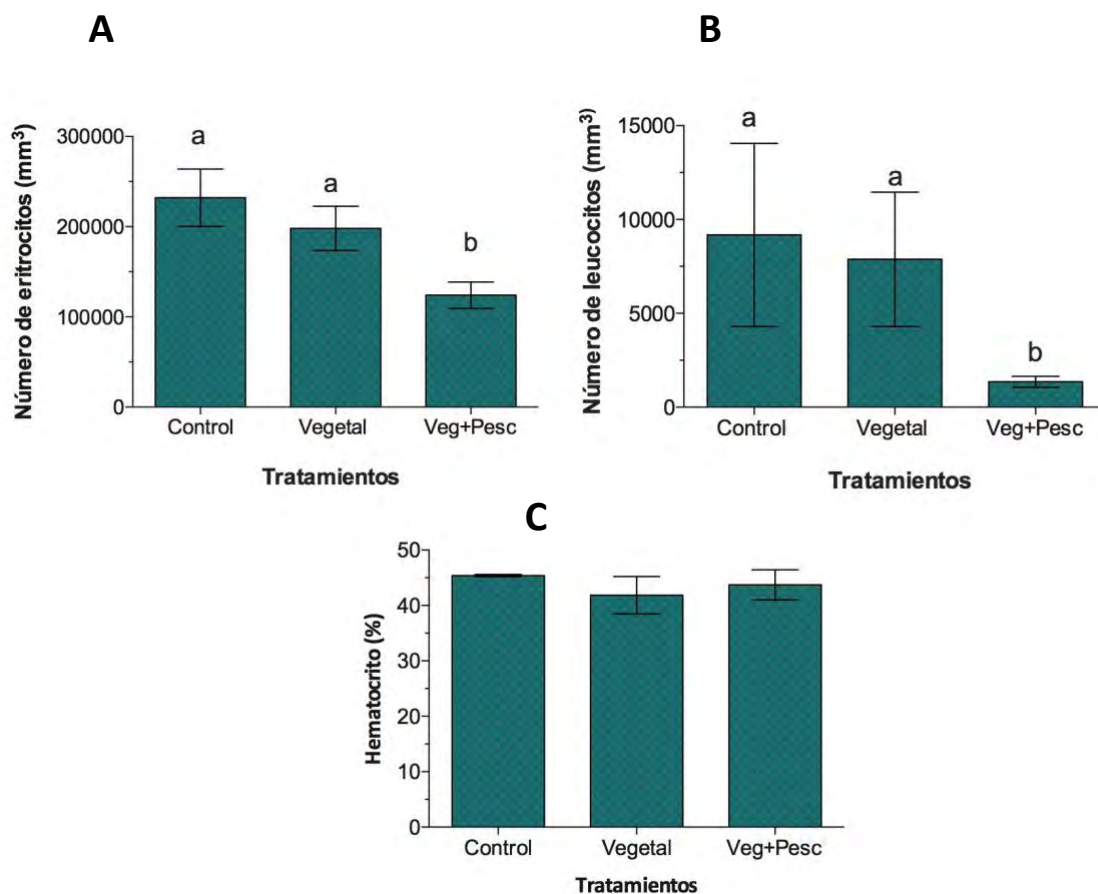 A
Número de eritrocitos (mm³)
300000
200000
100000
0
a
a
b
Control Vegetal Veg+Pesc
Tratamientos
B
Número de leucocitos (mm³)
15000
10000
5000
0
a
a
b
Control Vegetal Veg+Pesc
Tratamientos
C
Hematocrito (%)
50
40
30
20
10
0
Control Vegetal Veg+Pesc
Tratamientos